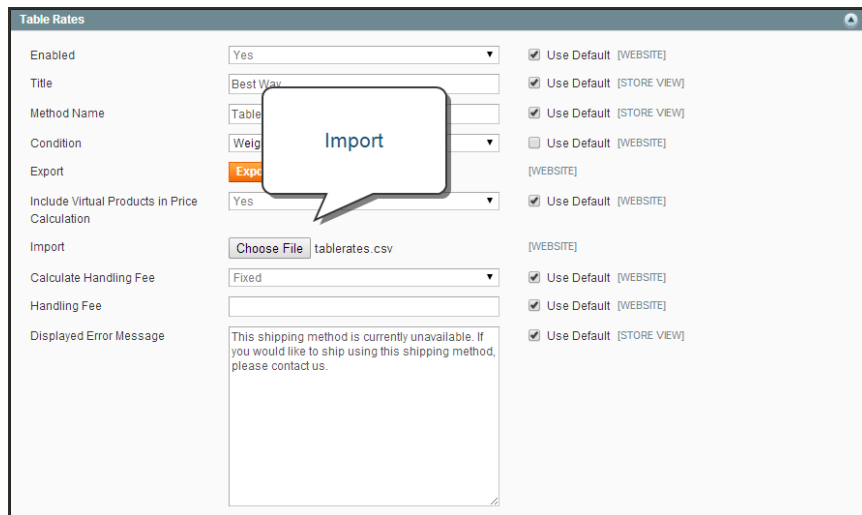 Table Rates
Enabled Yes Use Default [WEBSITE]
Title Best Way Use Default [STORE VIEW]
Method Name Table Use Default [STORE VIEW]
Condition Weig Use Default [WEBSITE]
Import
Export Expo [WEBSITE]
Include Virtual Products in Price Yes Use Default [WEBSITE]
Calculation
Import Choose File tablerates.csv [WEBSITE]
Calculate Handling Fee Fixed Use Default [WEBSITE]
Handling Fee Use Default [WEBSITE]
Displayed Error Message This shipping method is currently unavailable. If Use Default [STORE VIEW]
you would like to ship using this shipping method,
please contact us.